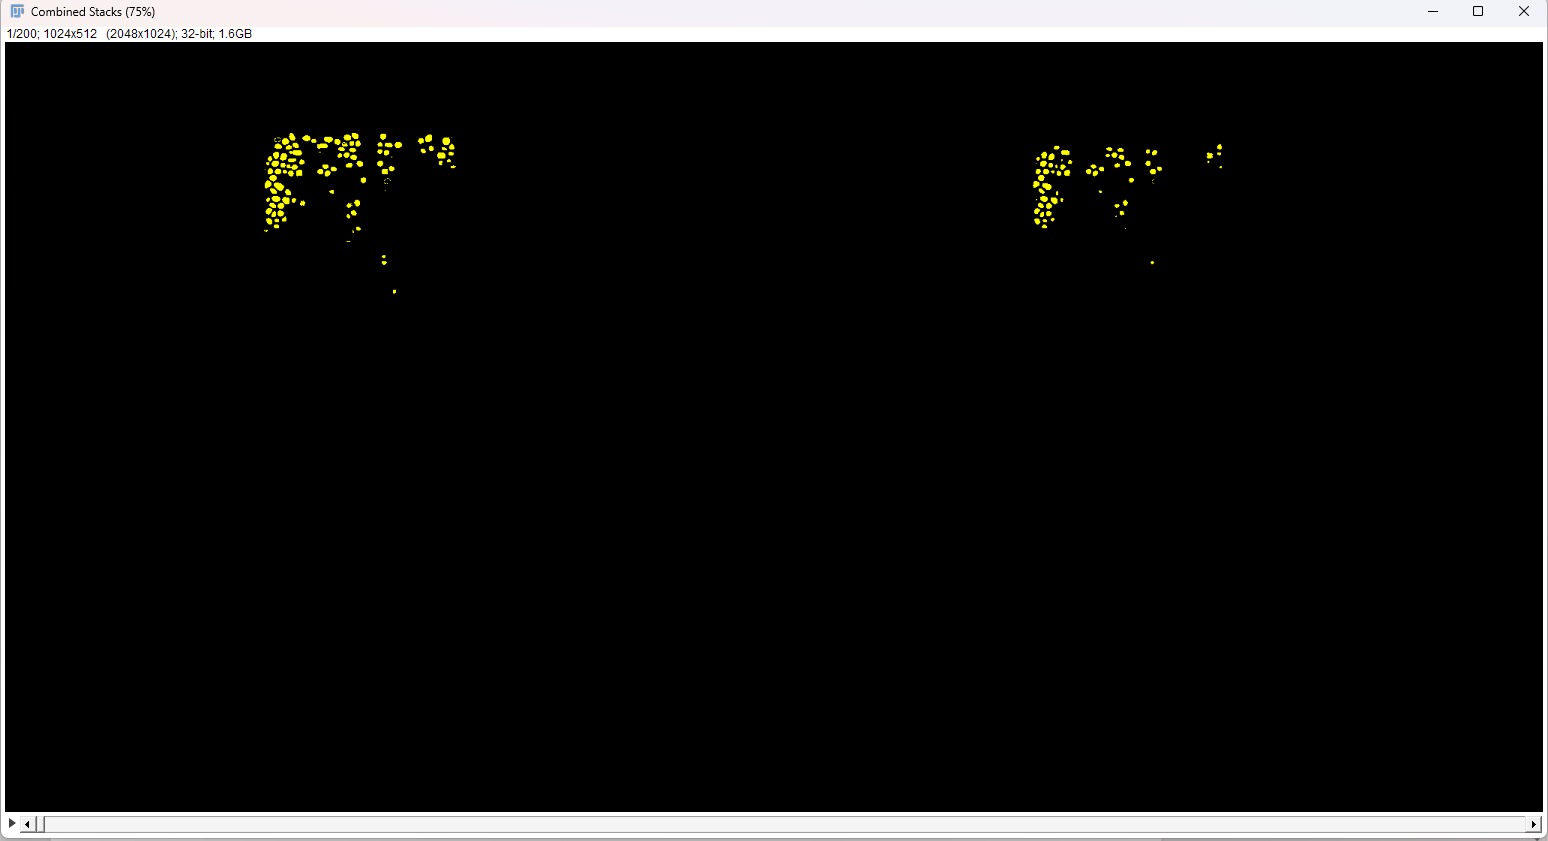 Combined Stacks (75%)
1/200; 1024x512 (2048x1024); 32-bit; 1.6GB